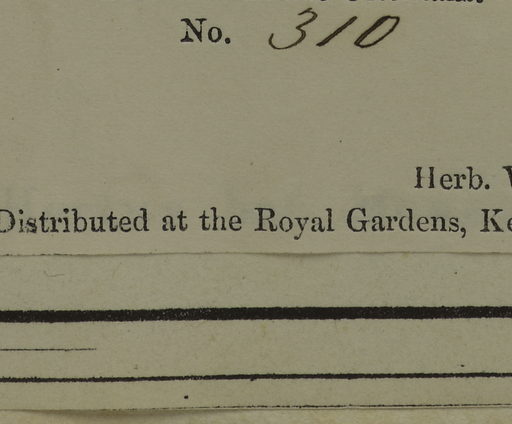 No. 310
Herb.
Distributed at the Royal Gardens,